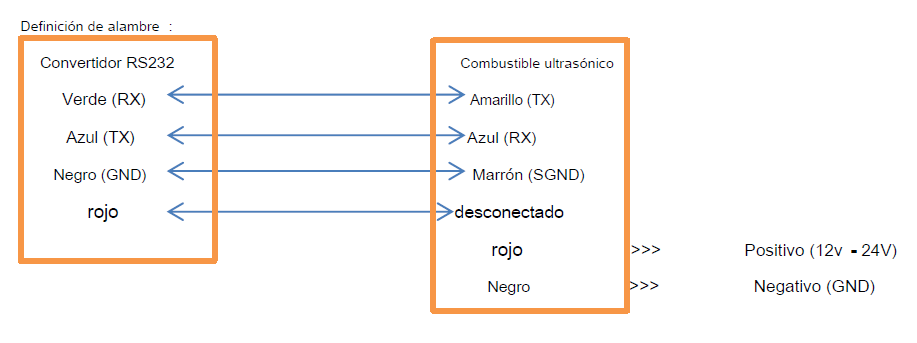 Definición de alambre :
Convertidor RS232
Combustible ultrasónico
Verde (RX)
Amarillo (TX)
Azul (TX)
Azul (RX)
Negro (GND)
Marrón (SGND)
rojo
desconectado
rojo >>> Positivo (12v - 24V)
Negro >>> Negativo (GND)